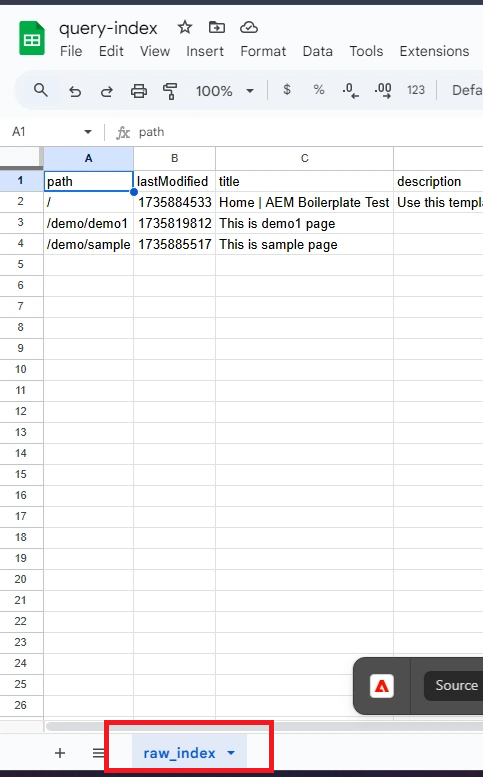 query-index
File Edit View Insert Format Data Tools Extensions
100% $ % .0 .00 123 Defa
A1 fx path
A B C
1 path lastModified title description
2 / 1735884533 Home | AEM Boilerplate Test Use this templ
3 /demo/demo1 1735819812 This is demo1 page
4 /demo/sample 1735885517 This is sample page
5
6
7
8
9
10
11
12
13
14
15
16
17
18
19
20
21
22
23
24
25
26
Source
+ raw_index